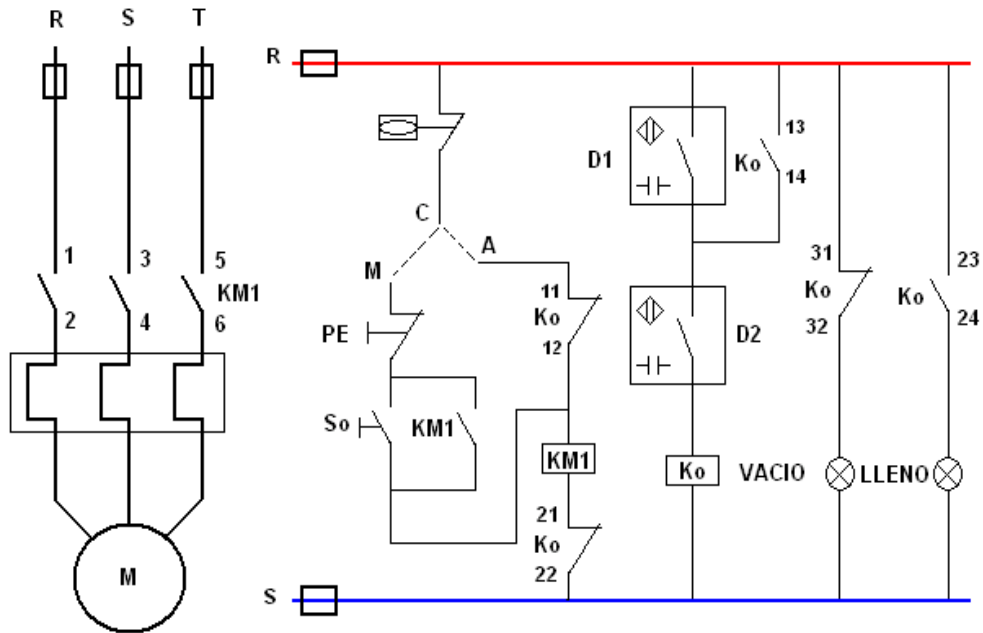 R S T
1 3 5
KM1
2 4 6
M
R
C
M A
PE
So KM1
11
Ko
12
KM1
21
Ko
22
D1
Ko 13
14
D2
Ko
VACIO
31
Ko
32
LLENO
23
Ko
24
S